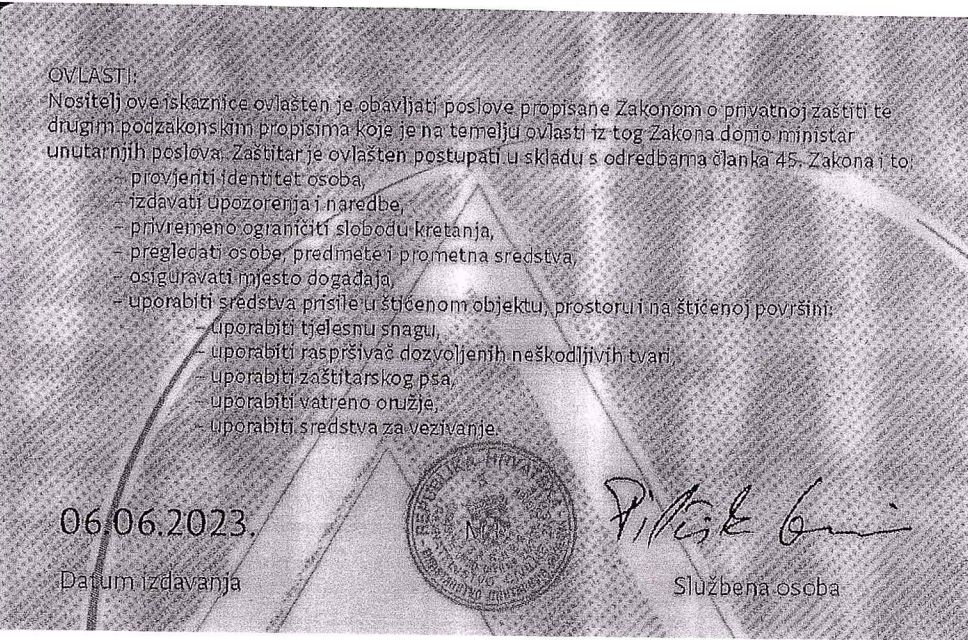 OVLASTI:
Nositelj ove iskaznice ovlašten je obavljati poslove propisane Zakonom o privatnoj zaštiti te
drugim podzakonskim propisima koje je na temelju ovlasti iz tog Zakona donio ministar
unutarnjih poslova. Zaštitar je ovlašten postupati u skladu s odredbama članka 45. Zakona i to:
– provjeriti identitet osoba,
– izdavati upozorenja i naredbe,
– privremeno ograničiti slobodu kretanja,
– pregledati osobe, predmete i prometna sredstva,
– osiguravati mjesto događaja,
– uporabiti sredstva prisile u štićenom objektu, prostoru i na štićenoj površini:
– uporabiti tjelesnu snagu,
– uporabiti raspršivač dozvoljenih neškodljivih tvari,
– uporabiti zaštitarskog psa,
– uporabiti vatreno oružje,
– uporabiti sredstva za vezivanje.
REPUBLIKA HRVATSKA
06.06.2023.
Datum izdavanja
Službena osoba